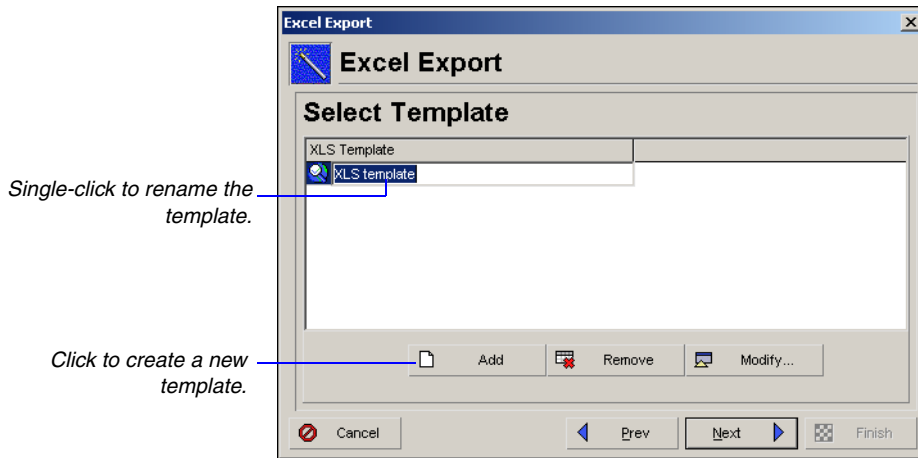 Excel Export
Excel Export
Select Template
XLS Template
XLS template
Single-click to rename the
template.
Click to create a new
template.
Add Remove Modify...
Cancel Prev Next Finish